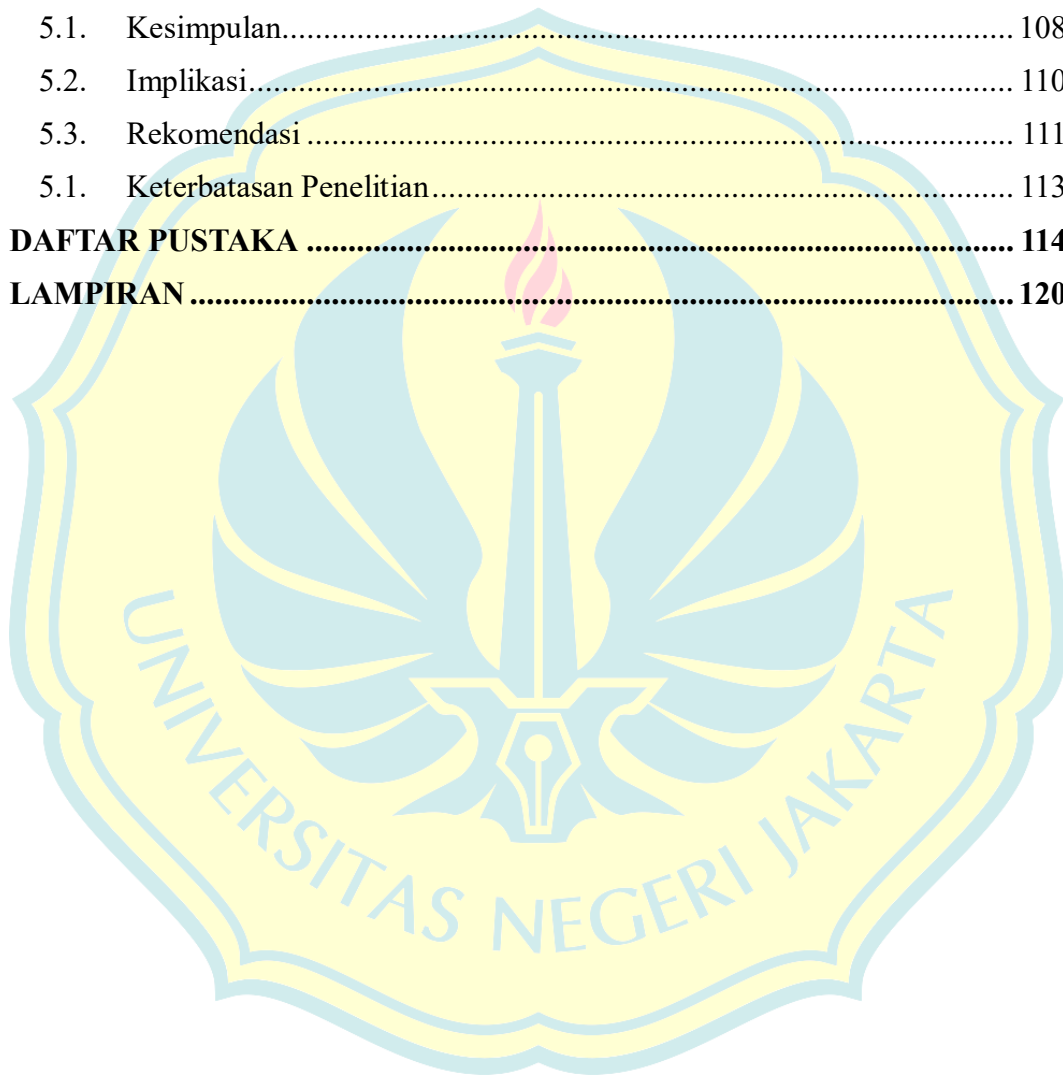 5.1. Kesimpulan........................................................................................ 108
5.2. Implikasi............................................................................................ 110
5.3. Rekomendasi ..................................................................................... 111
5.1. Keterbatasan Penelitian...................................................................... 113
DAFTAR PUSTAKA ................................................................................... 114
LAMPIRAN ................................................................................................. 120
UNIVERSITAS NEGERI JAKARTA